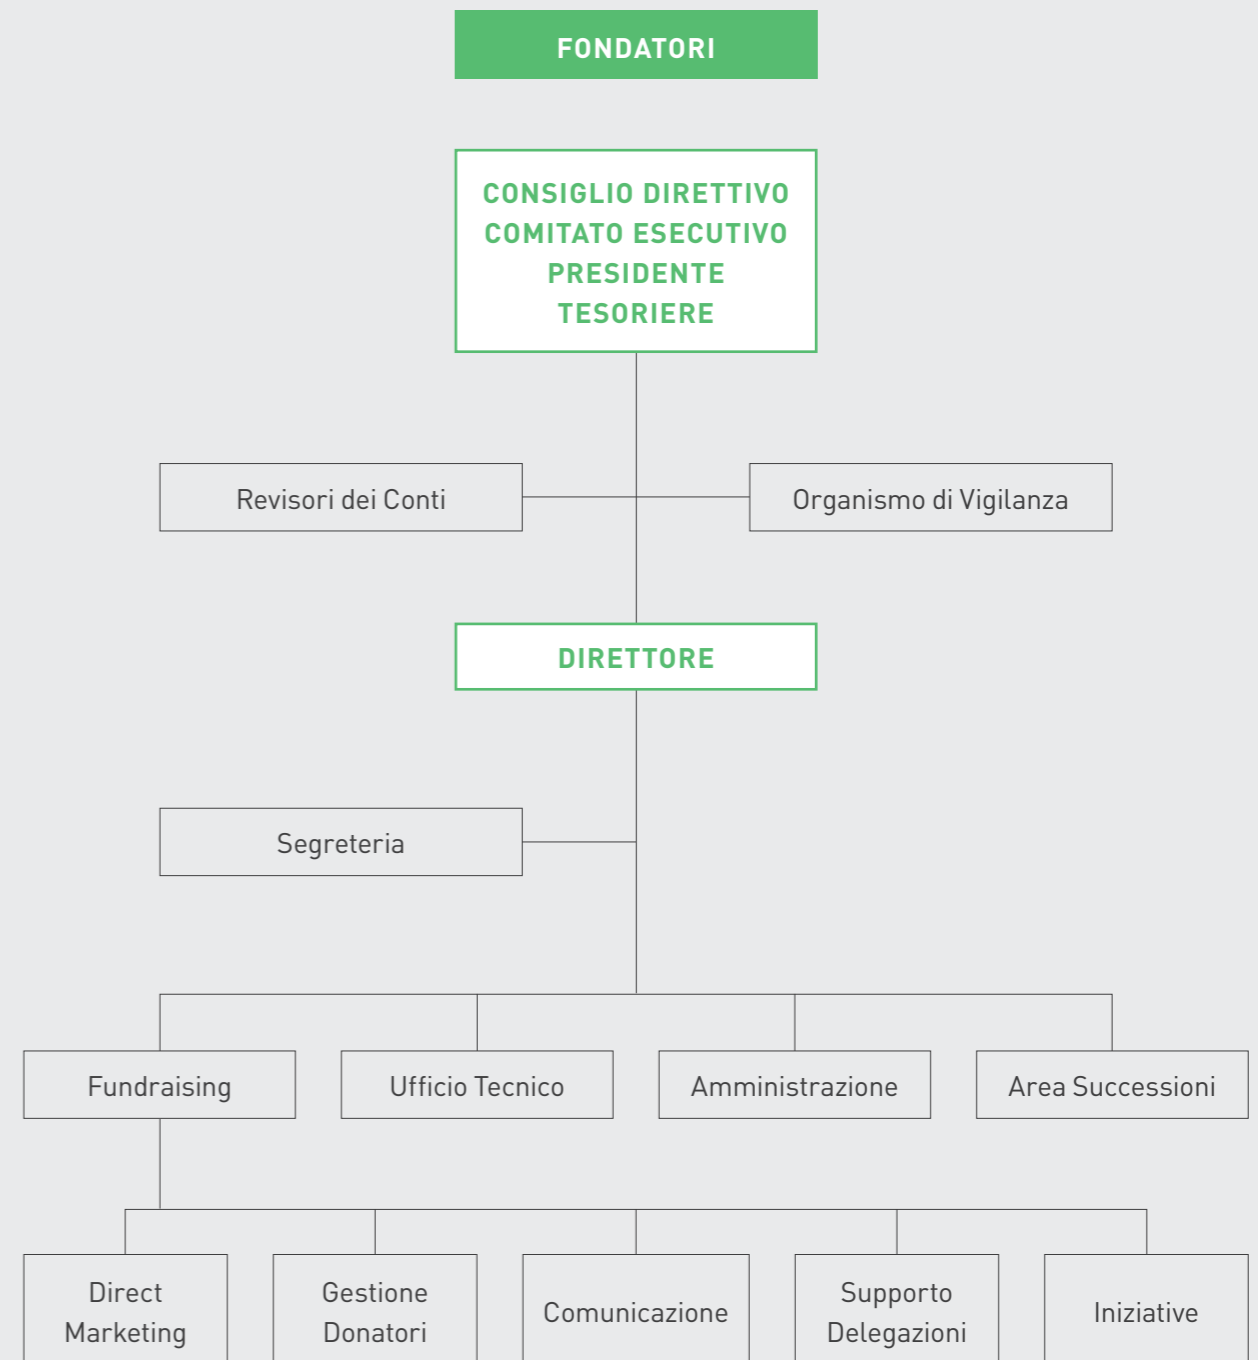 FONDATORI
CONSIGLIO DIRETTIVO
COMITATO ESECUTIVO
PRESIDENTE
TESORIERE
Revisori dei Conti
Organismo di Vigilanza
DIRETTORE
Segreteria
Fundraising
Ufficio Tecnico
Amministrazione
Area Successioni
Direct
Marketing
Gestione
Donatori
Comunicazione
Supporto
Delegazioni
Iniziative